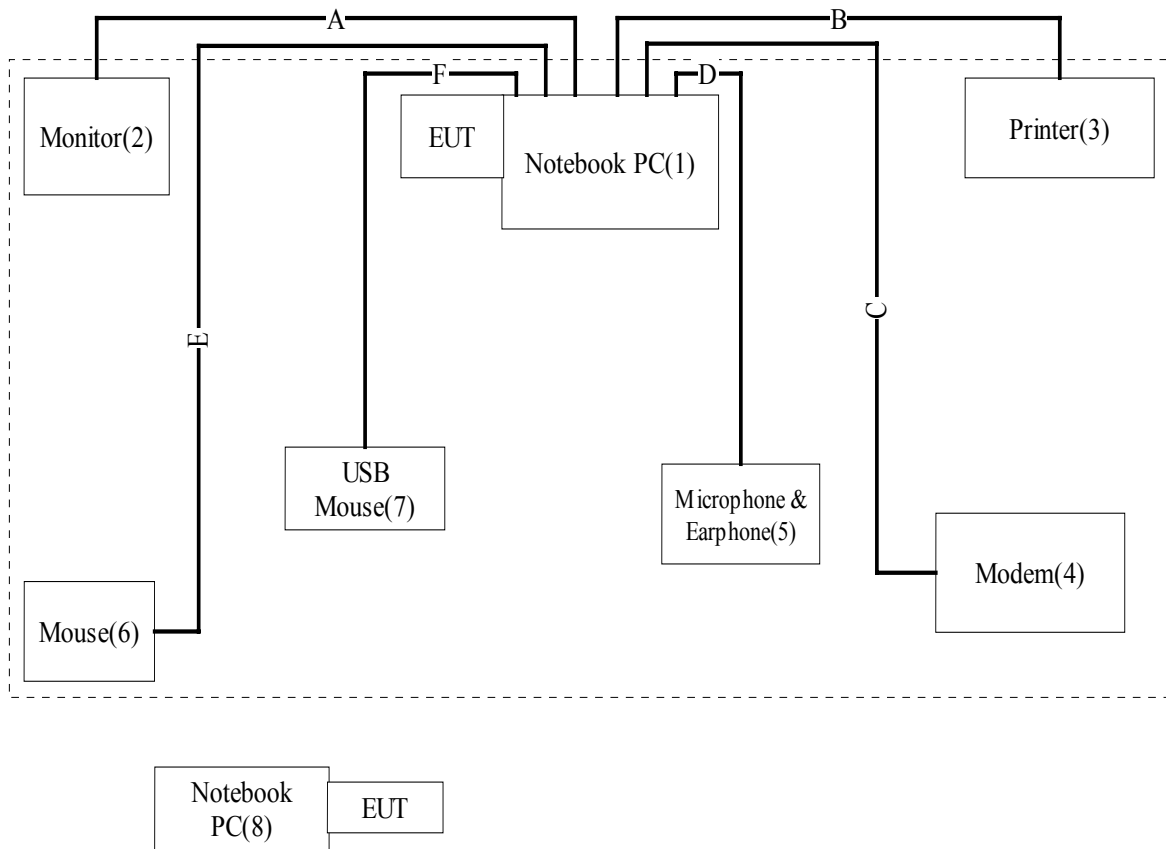 A
B
F
D
Monitor(2)
EUT
Notebook PC(1)
Printer(3)
E
C
USB
Mouse(7)
Microphone &
Earphone(5)
Modem(4)
Mouse(6)
Notebook
PC(8)
EUT